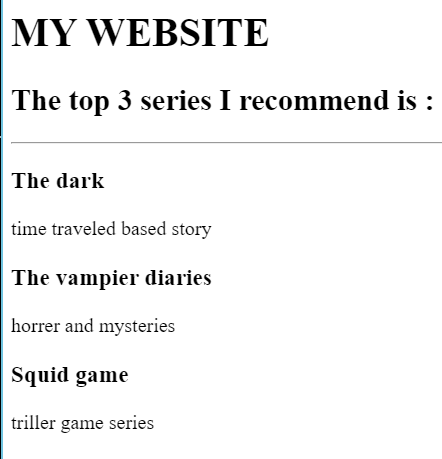 MY WEBSITE
The top 3 series I recommend is :
The dark
time traveled based story
The vampier diaries
horrer and mysteries
Squid game
triller game series